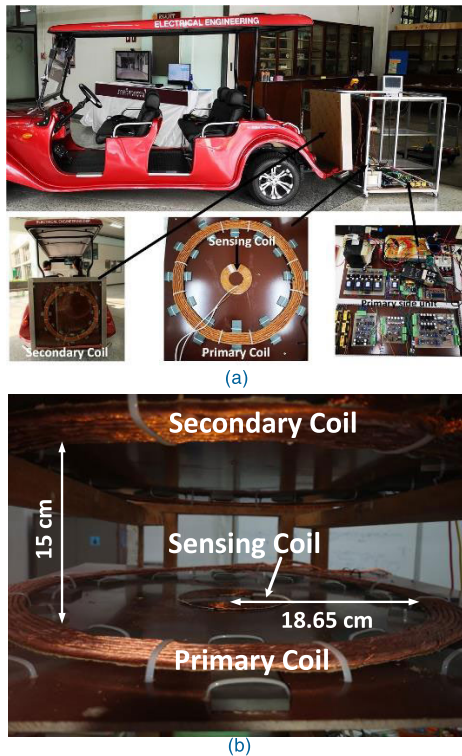 ELECTRICAL ENGINEERING
Sensing Coil
Secondary Coil
Primary Coil
Primary side unit
(a)
Secondary Coil
15 cm
Sensing Coil
18.65 cm
Primary Coil
(b)